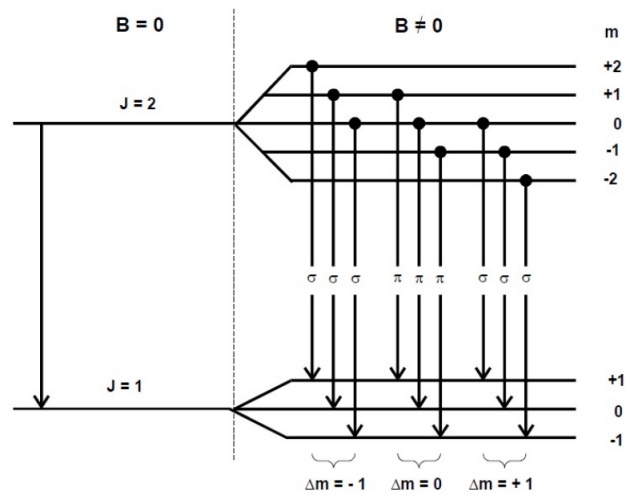 B = 0 B ≠ 0 m
+2
+1
J = 2 0
-1
-2
σ σ σ π π π σ σ σ
J = 1 +1
0
-1
Δm = - 1 Δm = 0 Δm = + 1